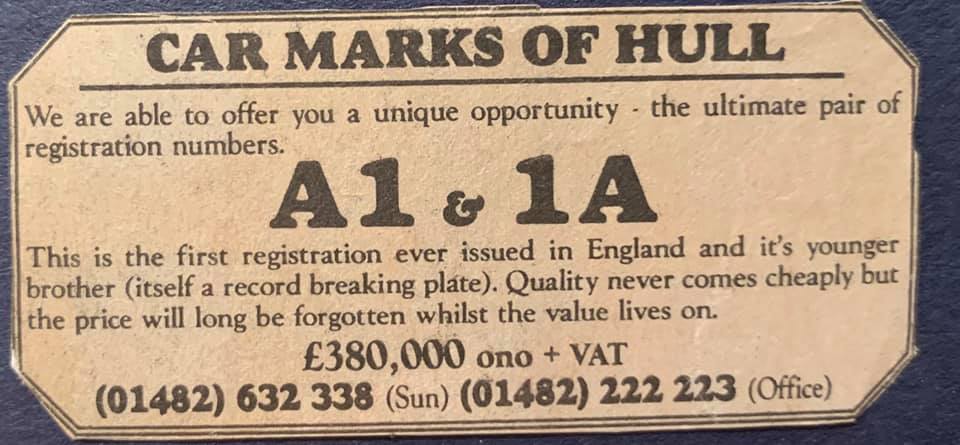 CAR MARKS OF HULL
We are able to offer you a unique opportunity - the ultimate pair of
registration numbers.
A1 & 1A
This is the first registration ever issued in England and it's younger
brother (itself a record breaking plate). Quality never comes cheaply but
the price will long be forgotten whilst the value lives on.
£380,000 ono + VAT
(01482) 632 338 (Sun) (01482) 222 223 (Office)